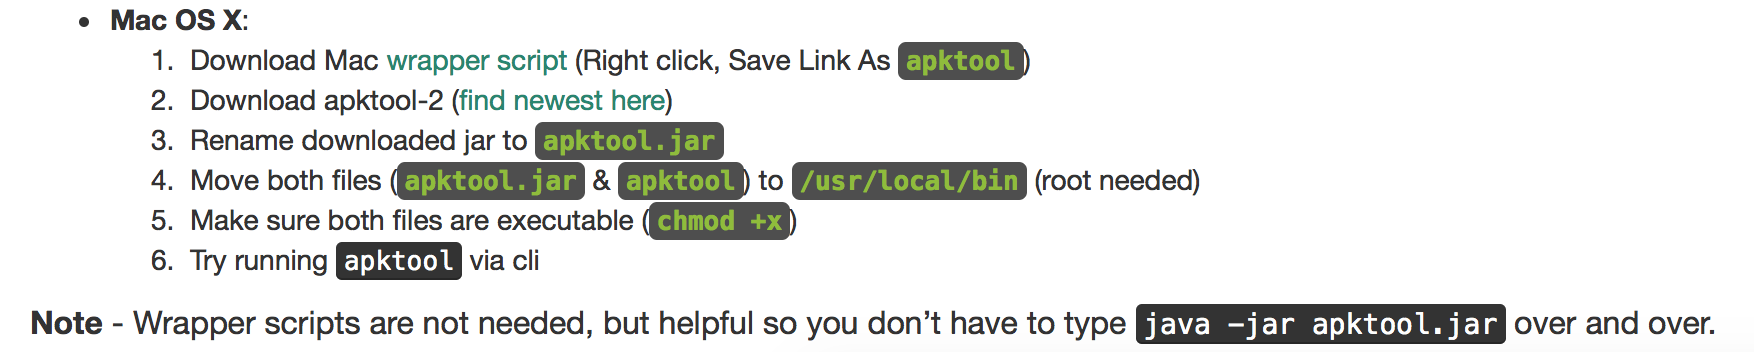 • Mac OS X:
1. Download Mac wrapper script (Right click, Save Link As apktool)
2. Download apktool-2 (find newest here)
3. Rename downloaded jar to apktool.jar
4. Move both files (apktool.jar & apktool) to /usr/local/bin (root needed)
5. Make sure both files are executable (chmod +x)
6. Try running apktool via cli
Note - Wrapper scripts are not needed, but helpful so you don’t have to type java -jar apktool.jar over and over.